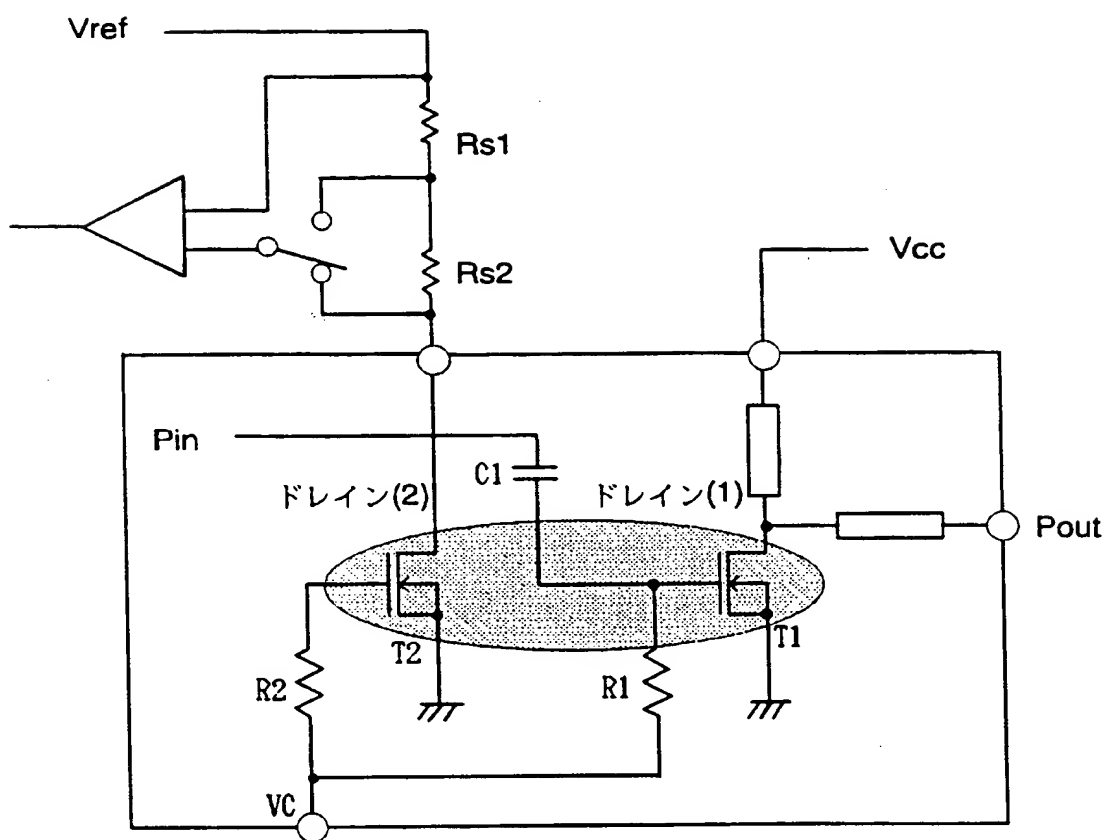 Vref
Rs1
Rs2
Vcc
Pin
C1
ドレイン(2)
ドレイン(1)
Pout
T2
T1
R2
R1
VC